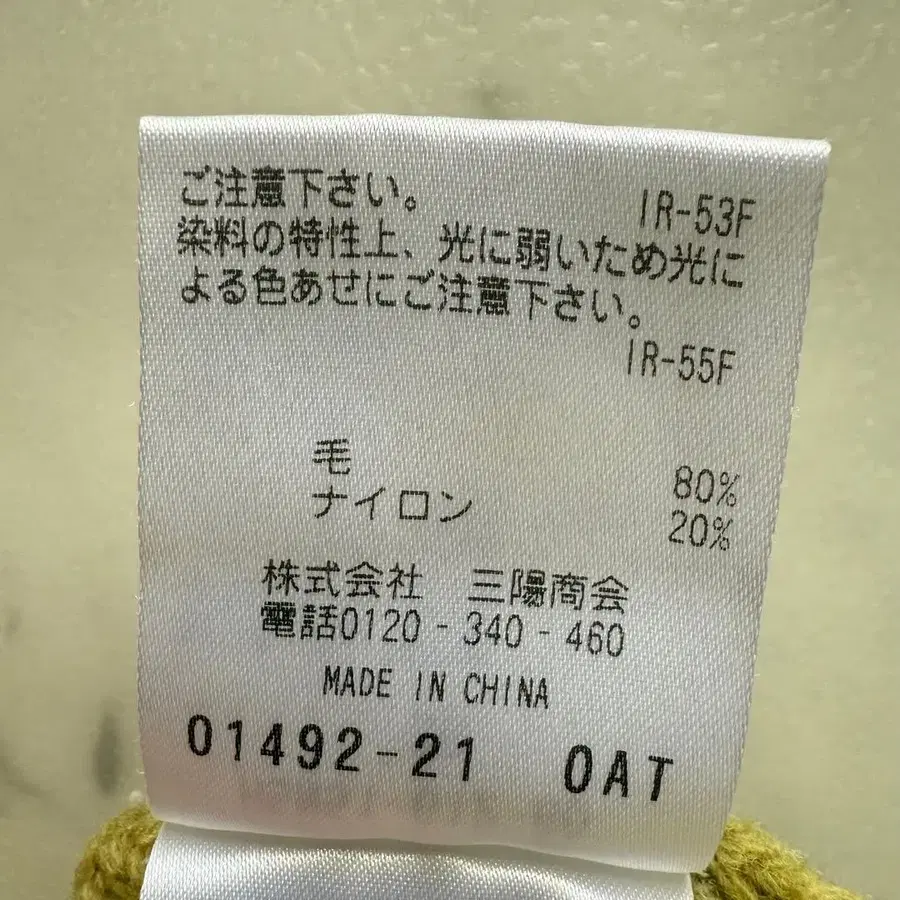 ご注意下さい。 IR-53F
染料の特性上、光に弱いため光に
よる色あせにご注意下さい。
IR-55F
毛 80%
ナイロン 20%
株式会社 三陽商会
電話0120-340-460
MADE IN CHINA
01492-21 0AT